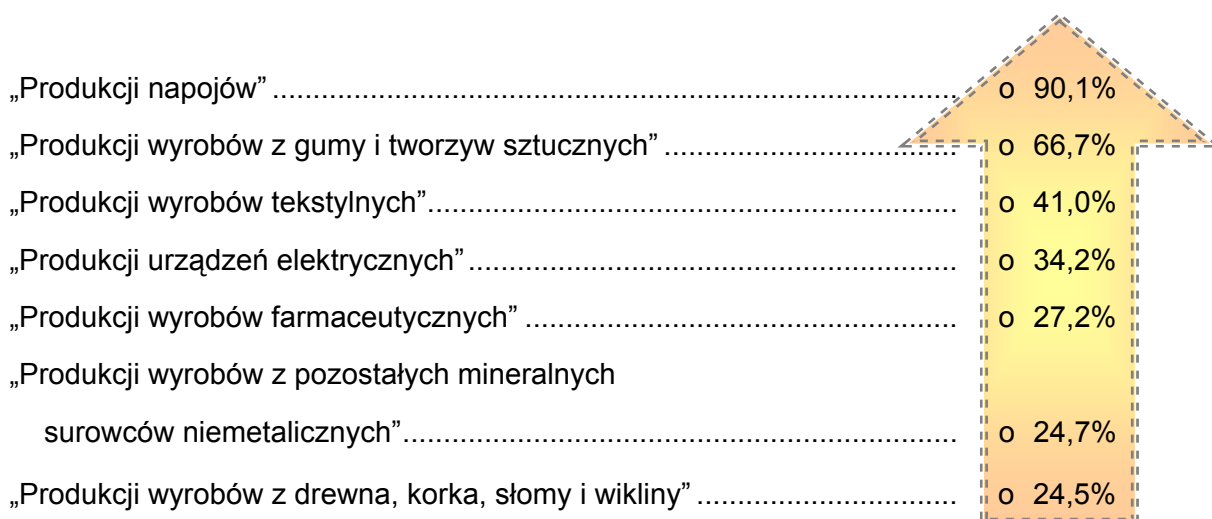 „Produkcji napojów” .................................................................................... o 90,1%
„Produkcji wyrobów z gumy i tworzyw sztucznych” .................................... o 66,7%
„Produkcji wyrobów tekstylnych”................................................................. o 41,0%
„Produkcji urządzeń elektrycznych” ............................................................ o 34,2%
„Produkcji wyrobów farmaceutycznych” ..................................................... o 27,2%
„Produkcji wyrobów z pozostałych mineralnych
surowców niemetalicznych”.................................................................... o 24,7%
„Produkcji wyrobów z drewna, korka, słomy i wikliny” ................................ o 24,5%